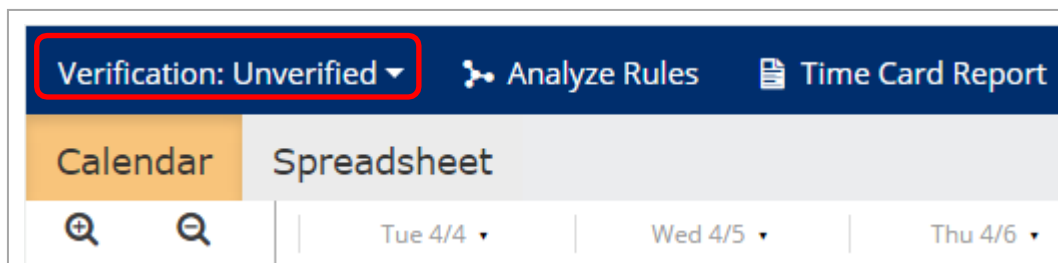 Verification: Unverified Analyze Rules Time Card Report
Calendar Spreadsheet
Tue 4/4 Wed 4/5 Thu 4/6